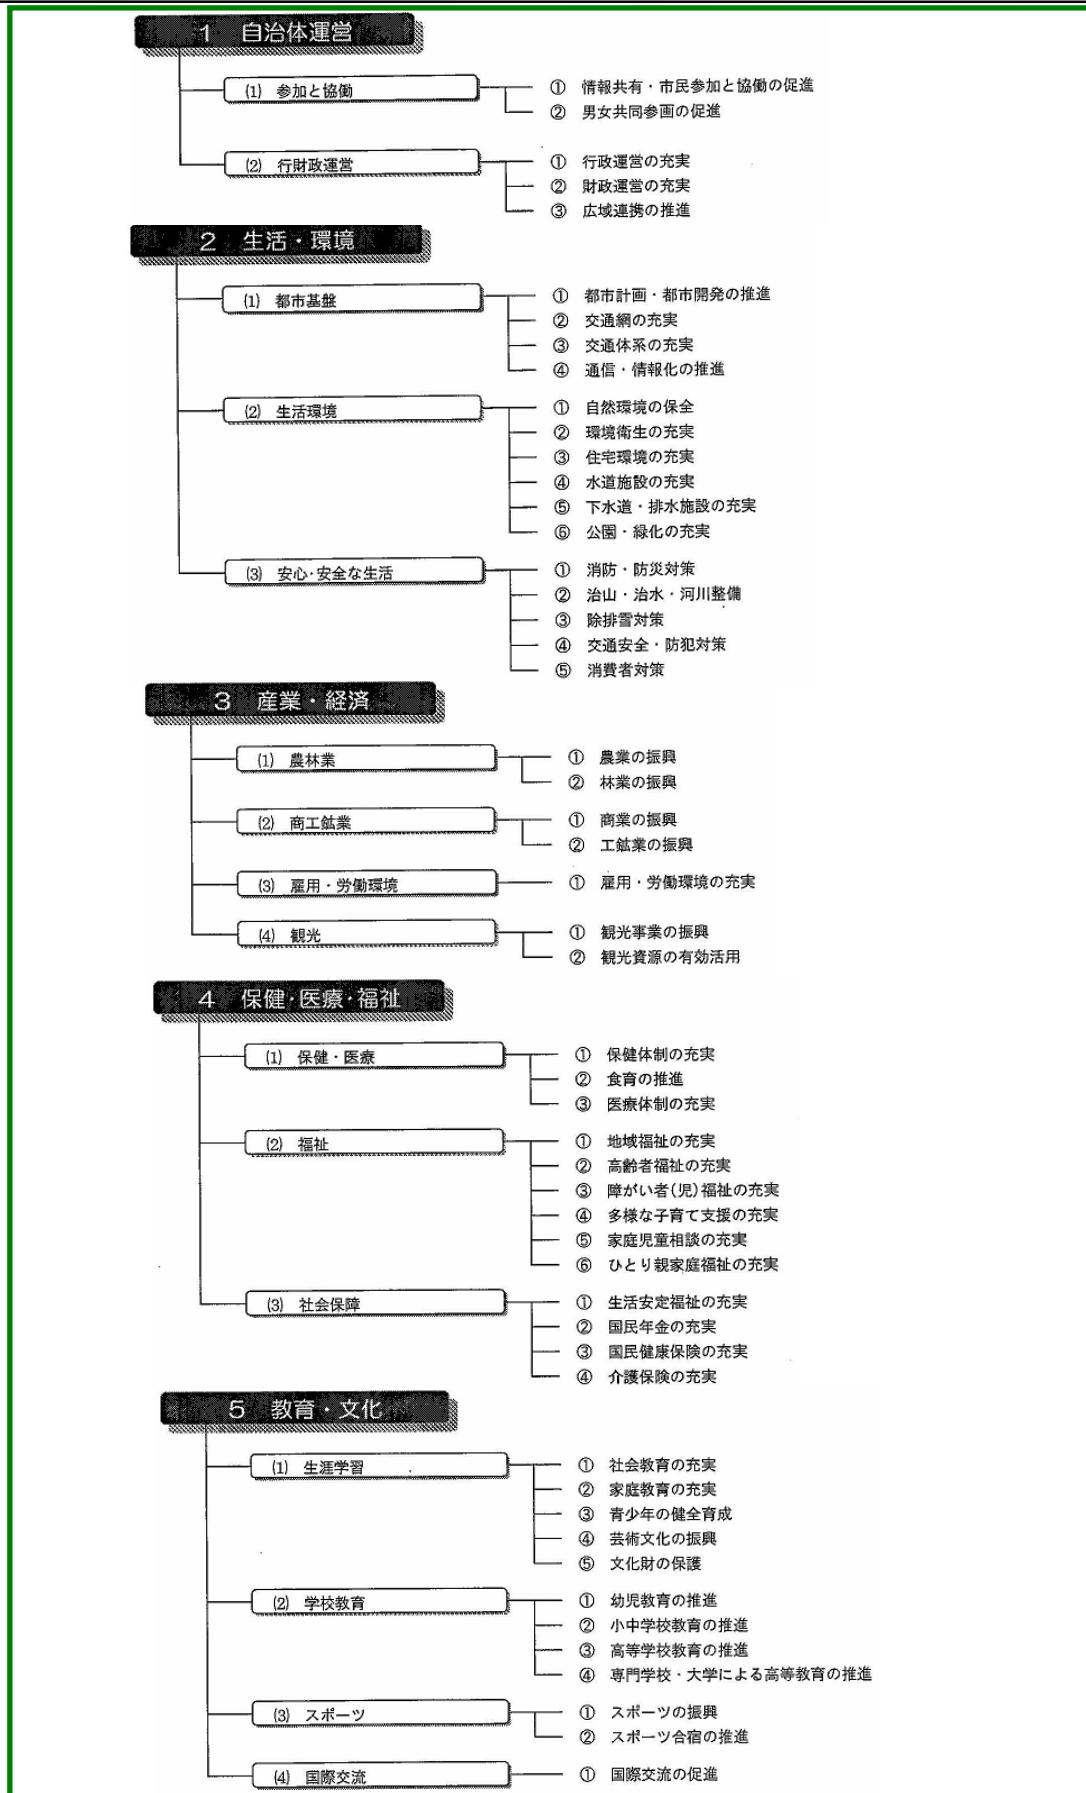 1 自治体運営
(1) 参加と協働
① 情報共有・市民参加と協働の促進
② 男女共同参画の促進
(2) 行財政運営
① 行政運営の充実
② 財政運営の充実
③ 広域連携の推進
2 生活・環境
(1) 都市基盤
① 都市計画・都市開発の推進
② 交通網の充実
③ 交通体系の充実
④ 通信・情報化の推進
(2) 生活環境
① 自然環境の保全
② 環境衛生の充実
③ 住宅環境の充実
④ 水道施設の充実
⑤ 下水道・排水施設の充実
⑥ 公園・緑化の充実
(3) 安心・安全な生活
① 消防・防災対策
② 治山・治水・河川整備
③ 除排雪対策
④ 交通安全・防犯対策
⑤ 消費者対策
3 産業・経済
(1) 農林業
① 農業の振興
② 林業の振興
(2) 商工鉱業
① 商業の振興
② 工鉱業の振興
(3) 雇用・労働環境
① 雇用・労働環境の充実
(4) 観光
① 観光事業の振興
② 観光資源の有効活用
4 保健・医療・福祉
(1) 保健・医療
① 保健体制の充実
② 食育の推進
③ 医療体制の充実
(2) 福祉
① 地域福祉の充実
② 高齢者福祉の充実
③ 障がい者(児)福祉の充実
④ 多様な子育て支援の充実
⑤ 家庭児童相談の充実
⑥ ひとり親家庭福祉の充実
(3) 社会保障
① 生活安定福祉の充実
② 国民年金の充実
③ 国民健康保険の充実
④ 介護保険の充実
5 教育・文化
(1) 生涯学習
① 社会教育の充実
② 家庭教育の充実
③ 青少年の健全育成
④ 芸術文化の振興
⑤ 文化財の保護
(2) 学校教育
① 幼児教育の推進
② 小中学校教育の推進
③ 高等学校教育の推進
④ 専門学校・大学による高等教育の推進
(3) スポーツ
① スポーツの振興
② スポーツ合宿の推進
(4) 国際交流
① 国際交流の促進